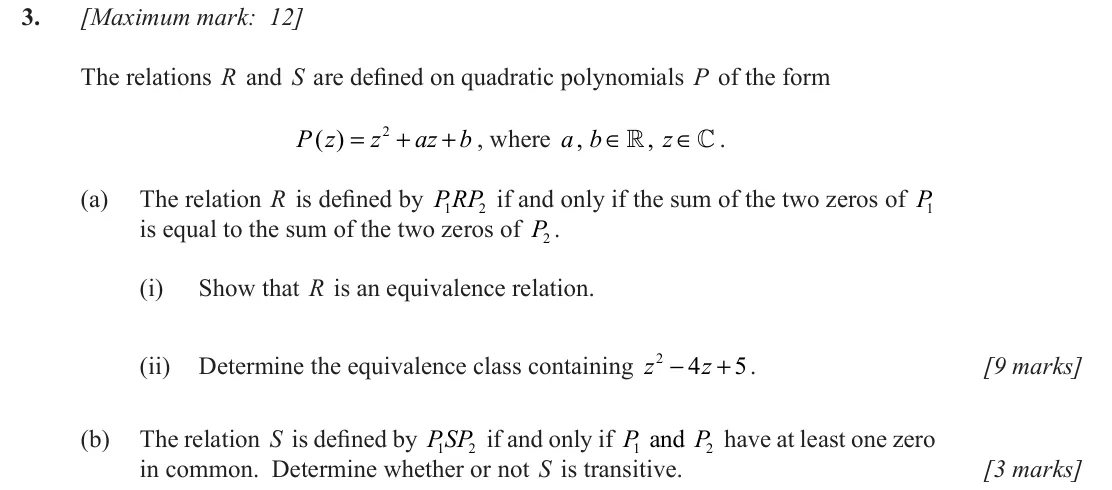 3. [Maximum mark: 12]
The relations R and S are defined on quadratic polynomials P of the form
P(z) = z² + az + b, where a, b ∈ ℝ, z ∈ ℂ.
(a) The relation R is defined by P₁RP₂ if and only if the sum of the two zeros of P₁
is equal to the sum of the two zeros of P₂.
(i) Show that R is an equivalence relation.
(ii) Determine the equivalence class containing z² − 4z + 5. [9 marks]
(b) The relation S is defined by P₁SP₂ if and only if P₁ and P₂ have at least one zero
in common. Determine whether or not S is transitive. [3 marks]